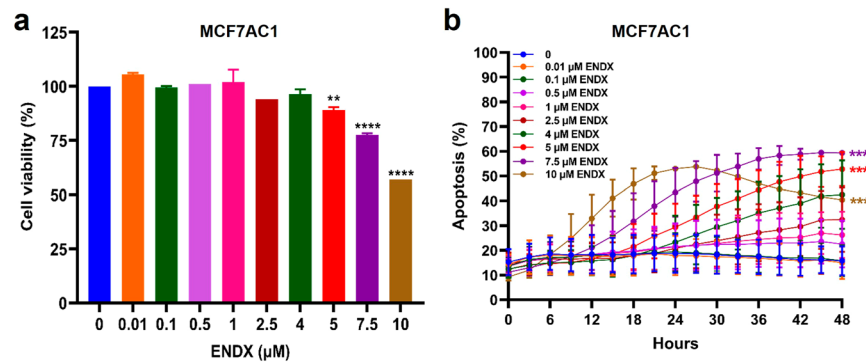 a
MCF7AC1
Cell viability (%)
125
100
75
50
25
0
**
****
****
0 0.01 0.1 0.5 1 2.5 4 5 7.5 10
ENDX (µM)
b
MCF7AC1
Apoptosis (%)
100
90
80
70
60
50
40
30
20
10
0
0
0.01 µM ENDX
0.1 µM ENDX
0.5 µM ENDX
1 µM ENDX
2.5 µM ENDX
4 µM ENDX
5 µM ENDX
7.5 µM ENDX
10 µM ENDX
***
***
***
0 6 12 18 24 30 36 42 48
Hours